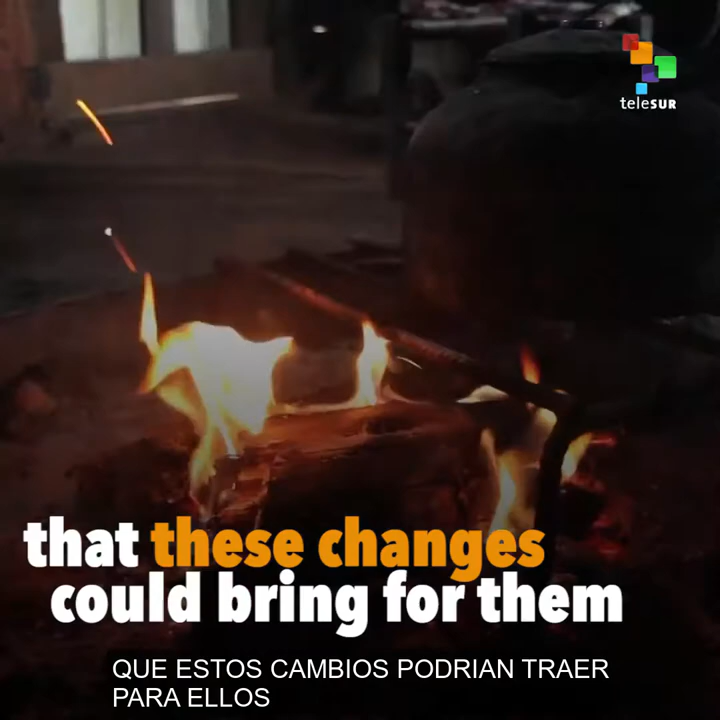 teleSUR
that these changes
could bring for them
QUE ESTOS CAMBIOS PODRIAN TRAER
PARA ELLOS